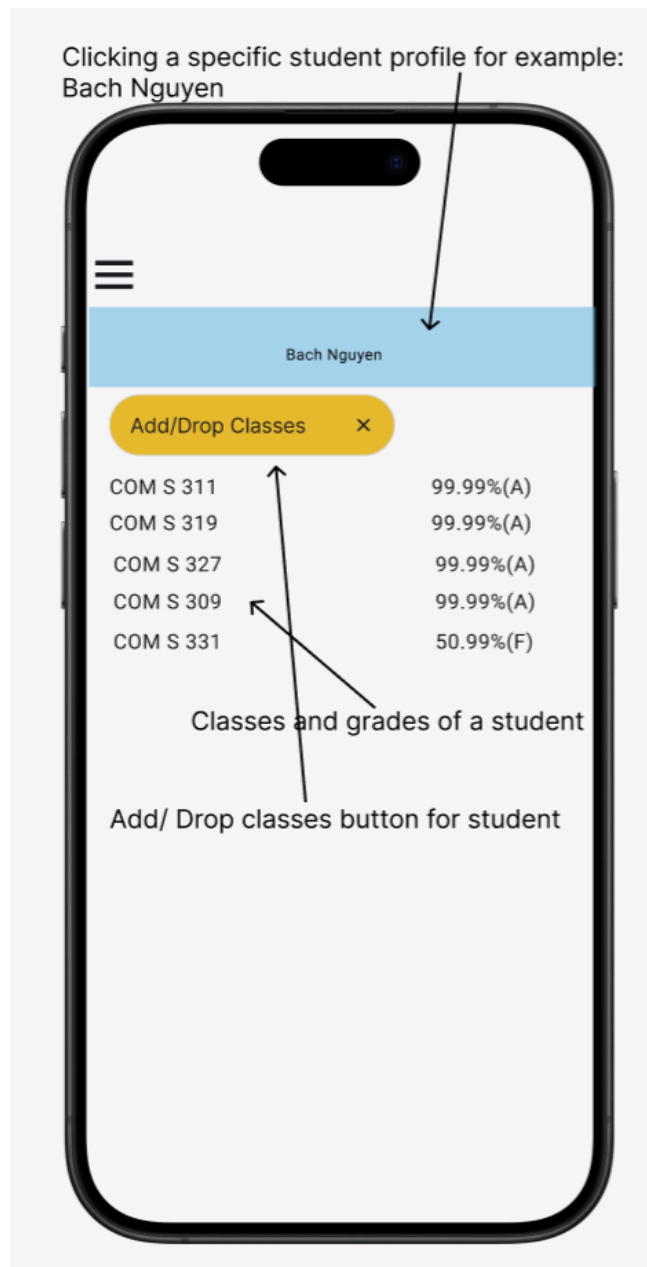 Clicking a specific student profile for example:
Bach Nguyen
Bach Nguyen
Add/Drop Classes ×
COM S 311 99.99%(A)
COM S 319 99.99%(A)
COM S 327 99.99%(A)
COM S 309 99.99%(A)
COM S 331 50.99%(F)
Classes and grades of a student
Add/ Drop classes button for student